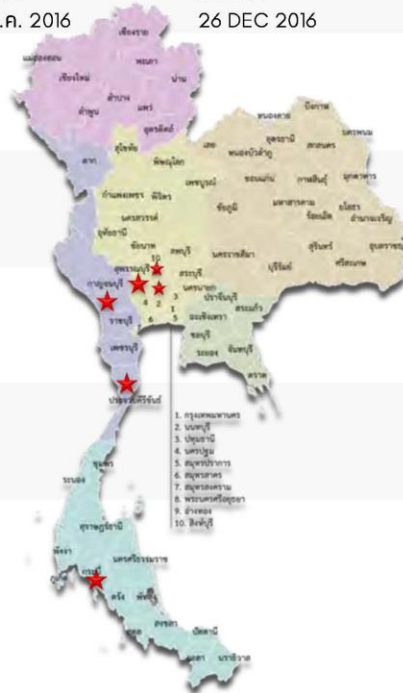 .ค. 2016
26 DEC 2016
เชียงราย
แม่ฮ่องสอน
พะเยา
เชียงใหม่
น่าน
ลำปาง
ลำพูน
แพร่
อุตรดิตถ์
บึงกาฬ
หนองคาย
สุโขทัย
เลย
อุดรธานี
นครพนม
ตาก
พิษณุโลก
หนองบัวลำภู
สกลนคร
เพชรบูรณ์
ขอนแก่น
กาฬสินธุ์
มุกดาหาร
กำแพงเพชร
พิจิตร
ชัยภูมิ
มหาสารคาม
ยโสธร
ร้อยเอ็ด
อำนาจเจริญ
นครสวรรค์
อุทัยธานี
ชัยนาท
ลพบุรี
นครราชสีมา
สุรินทร์
อุบลราชธานี
10
บุรีรัมย์
ศรีสะเกษ
สุพรรณบุรี
สระบุรี
กาญจนบุรี
นครนายก
4
2
3
ปราจีนบุรี
1
สระแก้ว
ราชบุรี
6
5
ฉะเชิงเทรา
ชลบุรี
เพชรบุรี
ระยอง
จันทบุรี
ตราด
ประจวบคีรีขันธ์
1. กรุงเทพมหานคร
2. นนทบุรี
3. ปทุมธานี
4. นครปฐม
5. สมุทรปราการ
6. สมุทรสาคร
7. สมุทรสงคราม
8. พระนครศรีอยุธยา
9. อ่างทอง
10. สิงห์บุรี
ชุมพร
ระนอง
สุราษฎร์ธานี
พังงา
นครศรีธรรมราช
กระบี่
ภูเก็ต
ตรัง
พัทลุง
สงขลา
สตูล
ปัตตานี
ยะลา
นราธิวาส